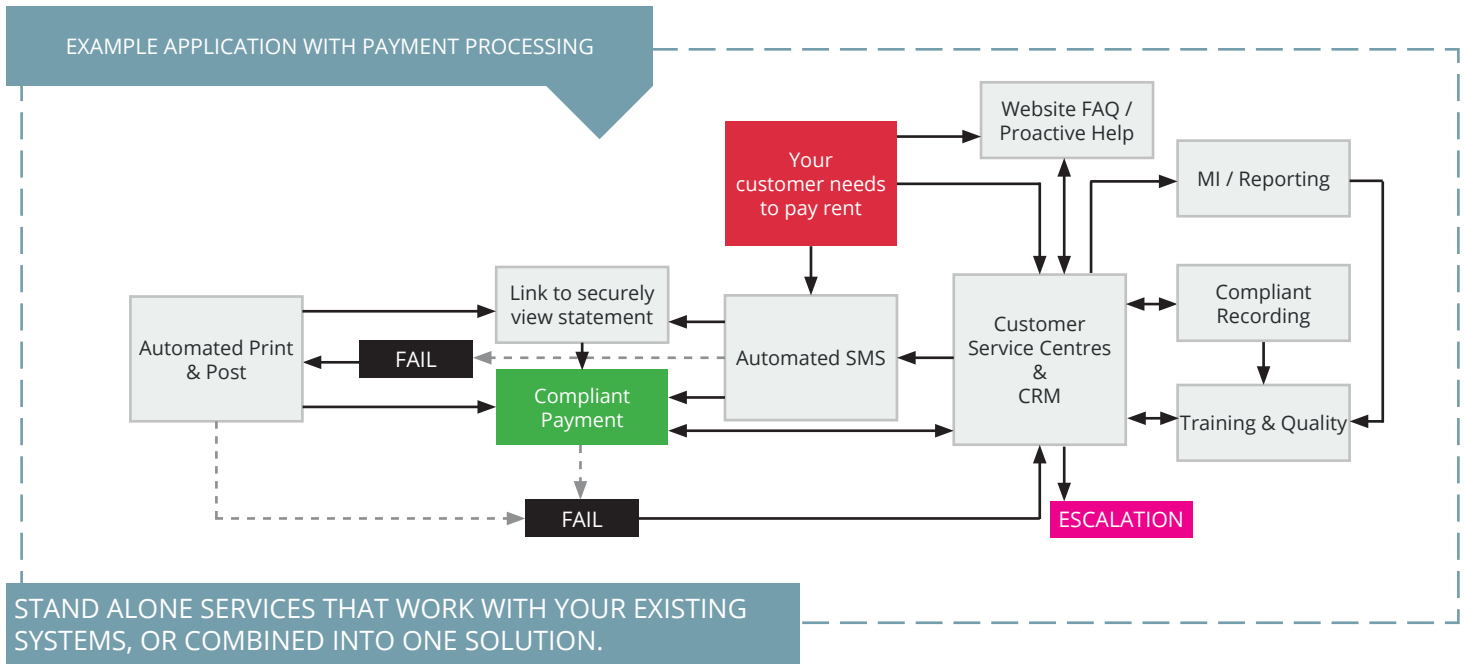 EXAMPLE APPLICATION WITH PAYMENT PROCESSING
Website FAQ /
Proactive Help
Your
customer needs
to pay rent
MI / Reporting
Link to securely
view statement
Compliant
Recording
Automated Print
& Post
FAIL
Automated SMS
Customer
Service Centres
&
CRM
Compliant
Payment
Training & Quality
FAIL
ESCALATION
STAND ALONE SERVICES THAT WORK WITH YOUR EXISTING
SYSTEMS, OR COMBINED INTO ONE SOLUTION.